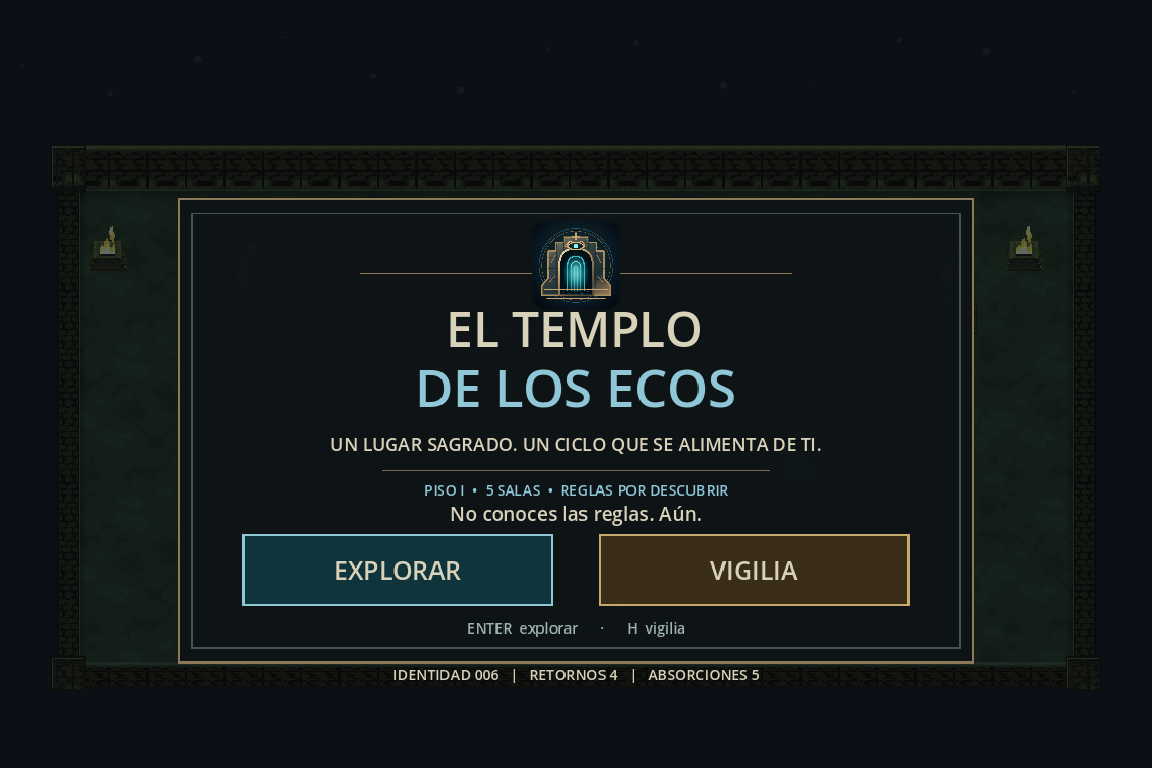 EL TEMPLO
DE LOS ECOS
UN LUGAR SAGRADO. UN CICLO QUE SE ALIMENTA DE TI.
PISO I • 5 SALAS • REGLAS POR DESCUBRIR
No conoces las reglas. Aún.
EXPLORAR VIGILIA
ENTER explorar · H vigilia
IDENTIDAD 006 | RETORNOS 4 | ABSORCIONES 5